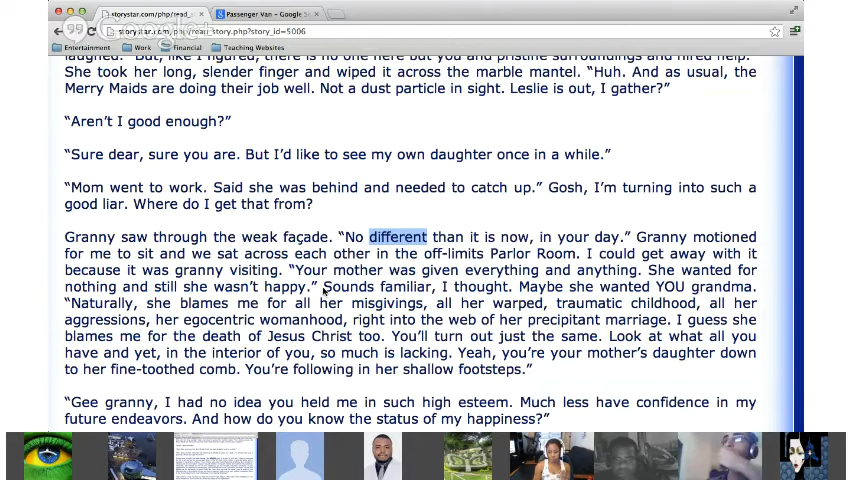 storystar.com/php/read_s
Passenger Van - Google S
Google+
storystar.com/php/read_story.php?story_id=5006
Entertainment Work Financial Teaching Websites
laughed. "But, like I figured, there is no one here but you and pristine surroundings and hired help."
She took her long, slender finger and wiped it across the marble mantel. “Huh. And as usual, the
Merry Maids are doing their job well. Not a dust particle in sight. Leslie is out, I gather?”
“Aren’t I good enough?”
“Sure dear, sure you are. But I’d like to see my own daughter once in a while.”
“Mom went to work. Said she was behind and needed to catch up.” Gosh, I’m turning into such a
good liar. Where do I get that from?
Granny saw through the weak façade. “No different than it is now, in your day.” Granny motioned
for me to sit and we sat across each other in the off-limits Parlor Room. I could get away with it
because it was granny visiting. “Your mother was given everything and anything. She wanted for
nothing and still she wasn’t happy.” Sounds familiar, I thought. Maybe she wanted YOU grandma.
“Naturally, she blames me for all her misgivings, all her warped, traumatic childhood, all her
aggressions, her egocentric womanhood, right into the web of her precipitant marriage. I guess she
blames me for the death of Jesus Christ too. You’ll turn out just the same. Look at what all you
have and yet, in the interior of you, so much is lacking. Yeah, you’re your mother’s daughter down
to her fine-toothed comb. You’re following in her shallow footsteps.”
“Gee granny, I had no idea you held me in such high esteem. Much less have confidence in my
future endeavors. And how do you know the status of my happiness?”